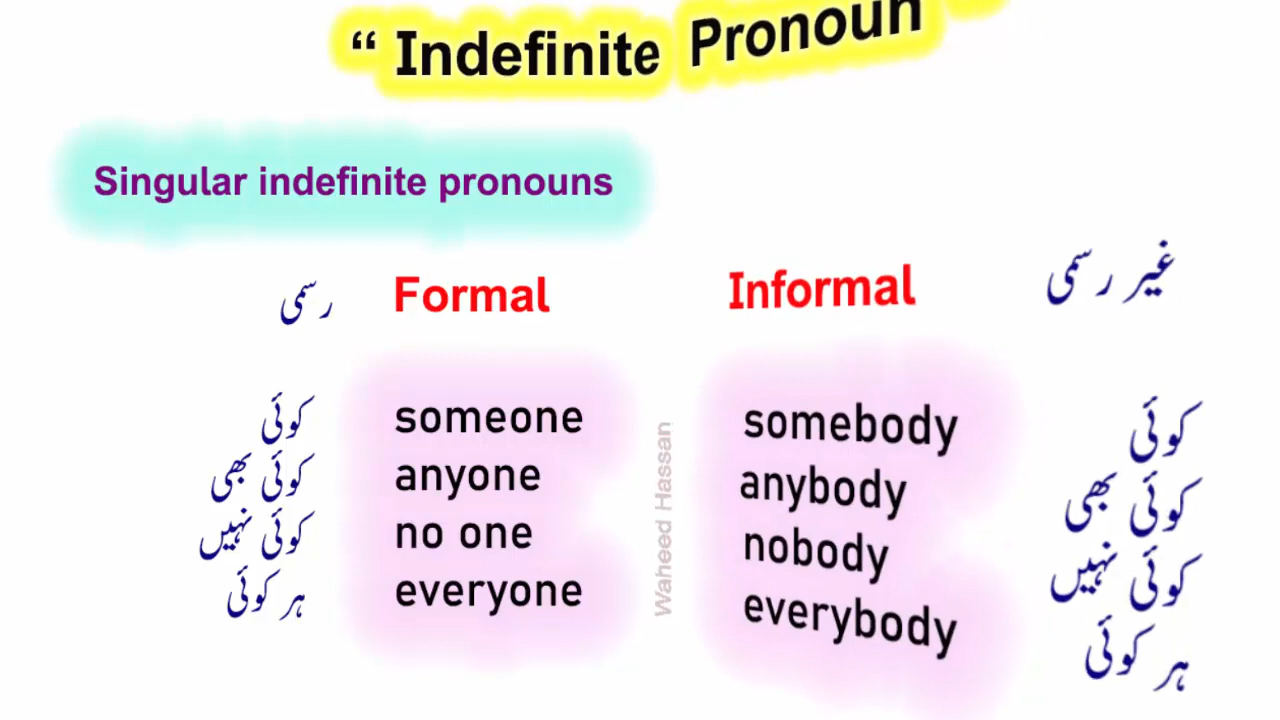 “ Indefinite Pronoun
Singular indefinite pronouns
رسمی Formal Informal غیر رسمی
کوئی someone somebody کوئی
کوئی بھی anyone anybody کوئی بھی
کوئی نہیں no one nobody کوئی نہیں
ہر کوئی everyone everybody ہر کوئی
Waheed Hassan